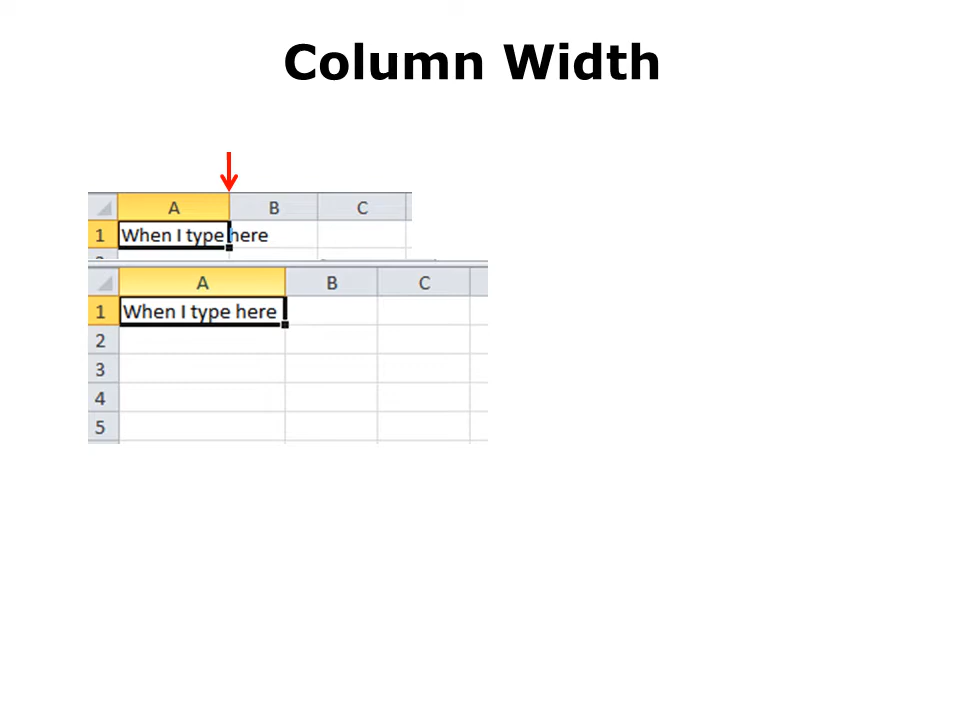 Column Width
A B C
1 When I type here
A B C
1 When I type here
2
3
4
5